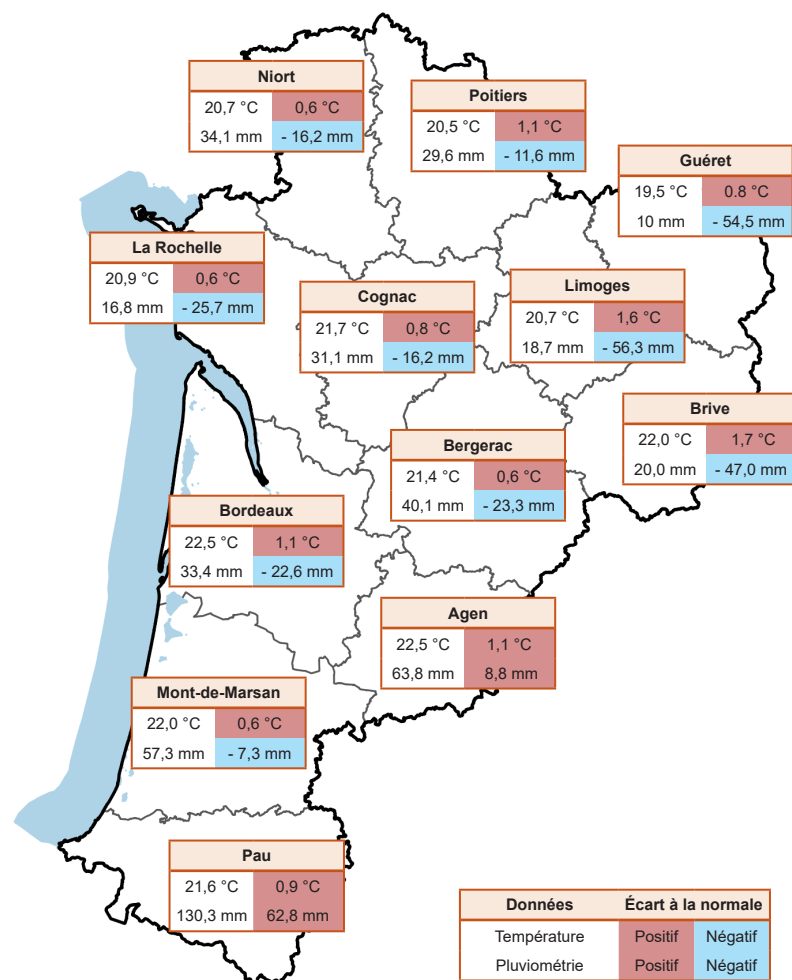 Niort
20,7 °C 0,6 °C
34,1 mm - 16,2 mm
Poitiers
20,5 °C 1,1 °C
29,6 mm - 11,6 mm
Guéret
19,5 °C 0.8 °C
10 mm - 54,5 mm
La Rochelle
20,9 °C 0,6 °C
16,8 mm - 25,7 mm
Cognac
21,7 °C 0,8 °C
31,1 mm - 16,2 mm
Limoges
20,7 °C 1,6 °C
18,7 mm - 56,3 mm
Brive
22,0 °C 1,7 °C
20,0 mm - 47,0 mm
Bergerac
21,4 °C 0,6 °C
40,1 mm - 23,3 mm
Bordeaux
22,5 °C 1,1 °C
33,4 mm - 22,6 mm
Agen
22,5 °C 1,1 °C
63,8 mm 8,8 mm
Mont-de-Marsan
22,0 °C 0,6 °C
57,3 mm - 7,3 mm
Pau
21,6 °C 0,9 °C
130,3 mm 62,8 mm
Données Écart à la normale
Température Positif Négatif
Pluviométrie Positif Négatif